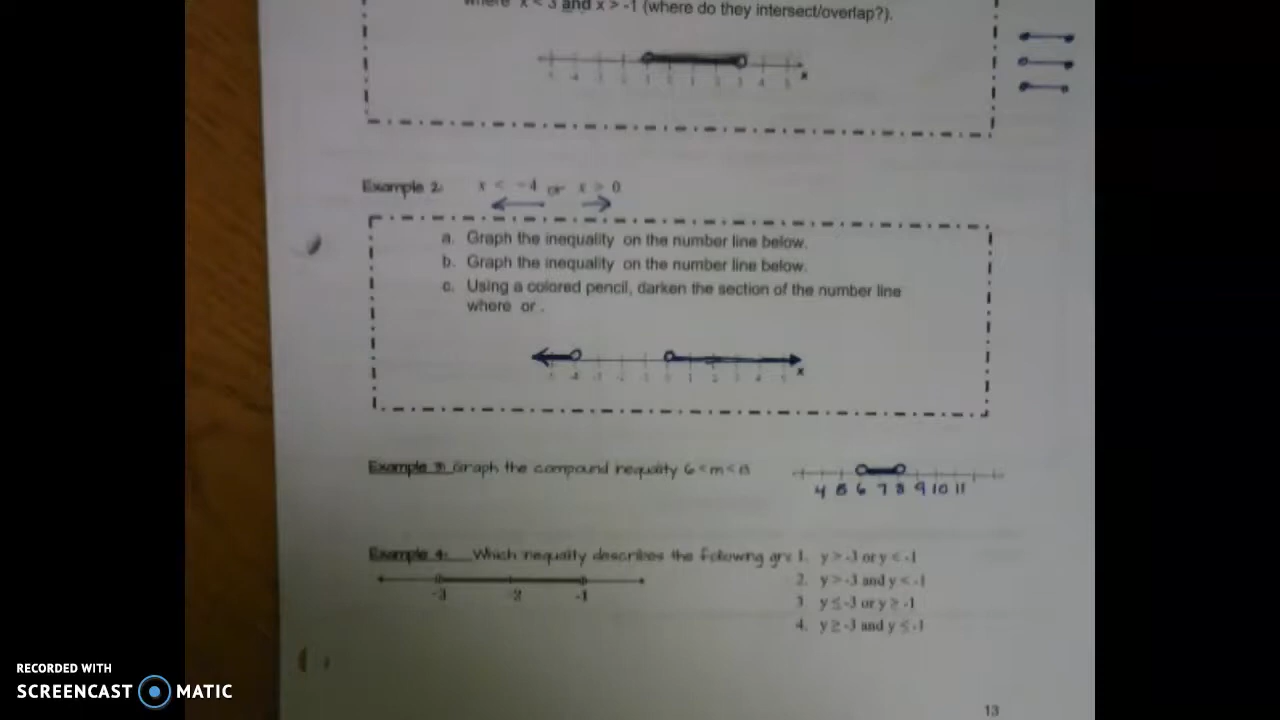 where x < 3 and x > -1 (where do they intersect/overlap?).
x
Example 2: x < -4 or x > 0
a. Graph the inequality on the number line below.
b. Graph the inequality on the number line below.
c. Using a colored pencil, darken the section of the number line
where or .
x
Example 3: Graph the compound inequality 6 < m < 8
4 5 6 7 8 9 10 11
Example 4: Which inequality describes the following gr
-3 -2 -1
1. y > -3 or y < -1
2. y > -3 and y < -1
3 y ≤ -3 or y ≥ -1
4. y ≥ -3 and y ≤ -1
13
RECORDED WITH
SCREENCAST MATIC